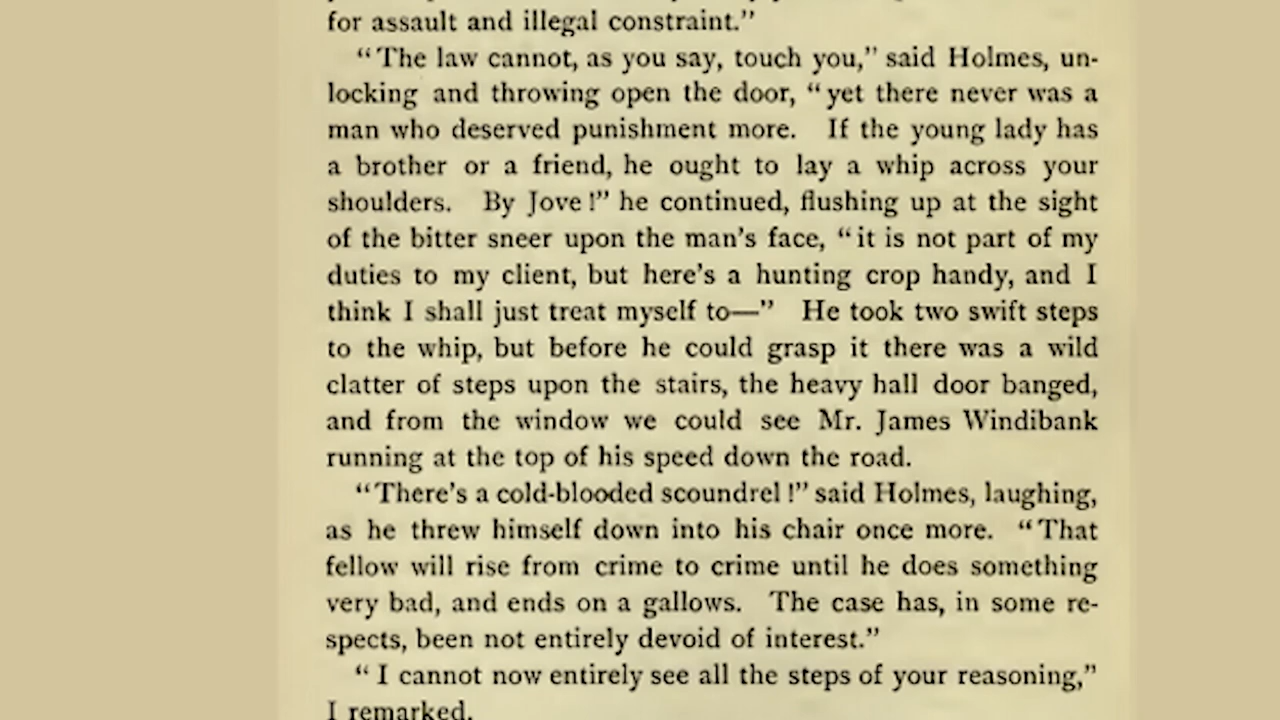 for assault and illegal constraint.”
“The law cannot, as you say, touch you,” said Holmes, un-
locking and throwing open the door, “yet there never was a
man who deserved punishment more. If the young lady has
a brother or a friend, he ought to lay a whip across your
shoulders. By Jove!” he continued, flushing up at the sight
of the bitter sneer upon the man’s face, “it is not part of my
duties to my client, but here’s a hunting crop handy, and I
think I shall just treat myself to—” He took two swift steps
to the whip, but before he could grasp it there was a wild
clatter of steps upon the stairs, the heavy hall door banged,
and from the window we could see Mr. James Windibank
running at the top of his speed down the road.
“There’s a cold-blooded scoundrel!” said Holmes, laughing,
as he threw himself down into his chair once more. “That
fellow will rise from crime to crime until he does something
very bad, and ends on a gallows. The case has, in some re-
spects, been not entirely devoid of interest.”
“I cannot now entirely see all the steps of your reasoning,”
I remarked.